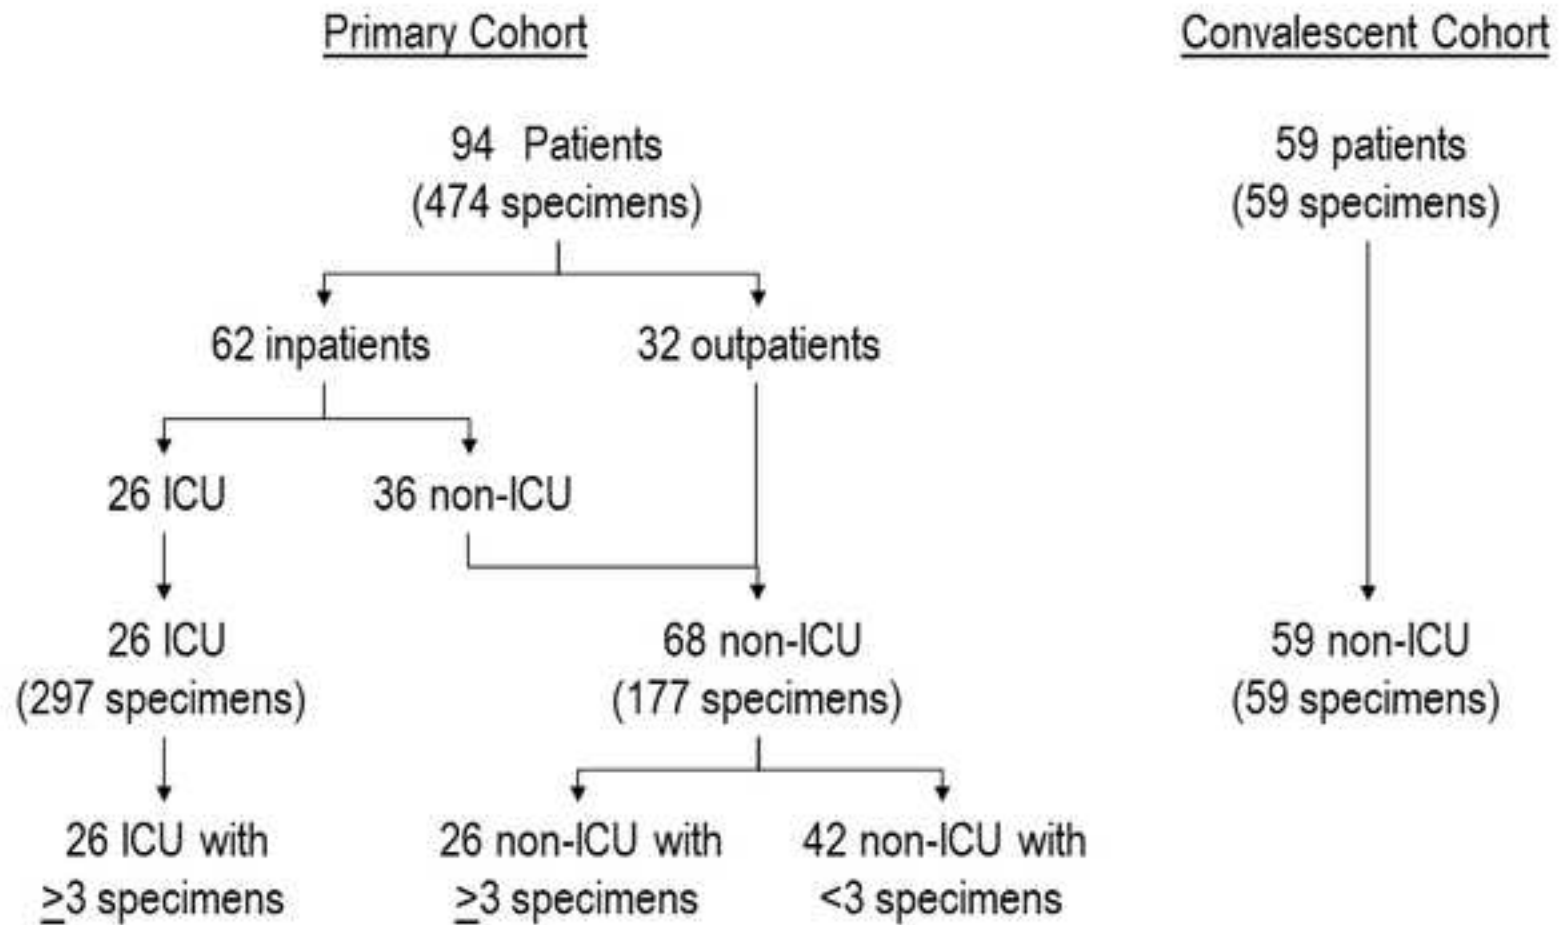 Primary Cohort
Convalescent Cohort
94 Patients
(474 specimens)
59 patients
(59 specimens)
62 inpatients
32 outpatients
26 ICU
36 non-ICU
26 ICU
(297 specimens)
68 non-ICU
(177 specimens)
59 non-ICU
(59 specimens)
26 ICU with
≥3 specimens
26 non-ICU with
≥3 specimens
42 non-ICU with
<3 specimens